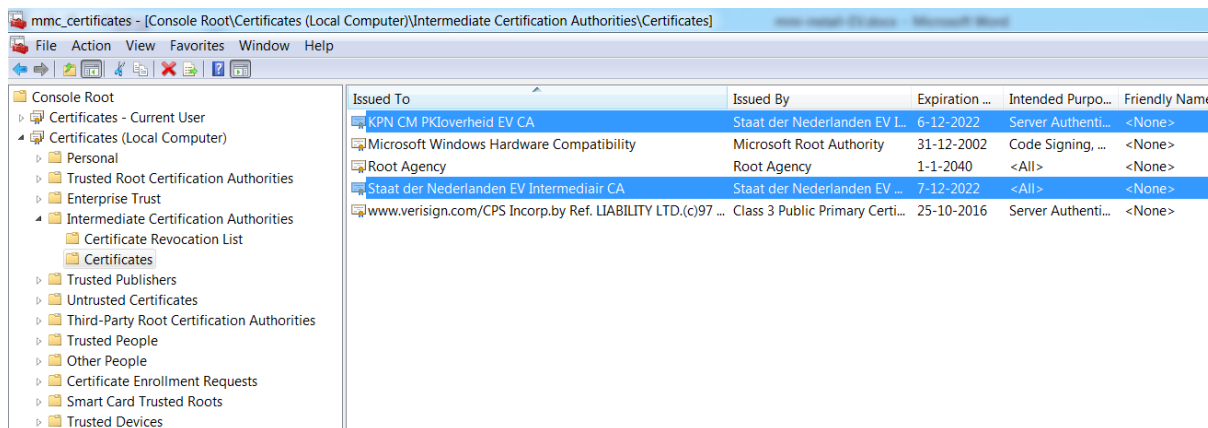 mmc_certificates - [Console Root\Certificates (Local Computer)\Intermediate Certification Authorities\Certificates]
File Action View Favorites Window Help
Console Root
Certificates - Current User
Certificates (Local Computer)
Personal
Trusted Root Certification Authorities
Enterprise Trust
Intermediate Certification Authorities
Certificate Revocation List
Certificates
Trusted Publishers
Untrusted Certificates
Third-Party Root Certification Authorities
Trusted People
Other People
Certificate Enrollment Requests
Smart Card Trusted Roots
Trusted Devices
Issued To Issued By Expiration ... Intended Purpo... Friendly Name
KPN CM PKIoverheid EV CA Staat der Nederlanden EV I... 6-12-2022 Server Authenti... <None>
Microsoft Windows Hardware Compatibility Microsoft Root Authority 31-12-2002 Code Signing, ... <None>
Root Agency Root Agency 1-1-2040 <All> <None>
Staat der Nederlanden EV Intermediair CA Staat der Nederlanden EV ... 7-12-2022 <All> <None>
www.verisign.com/CPS Incorp.by Ref. LIABILITY LTD.(c)97 ... Class 3 Public Primary Certi... 25-10-2016 Server Authenti... <None>